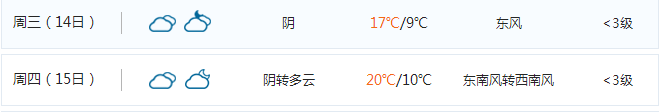 周三（14日） 阴 17℃/9℃ 东风 <3级
周四（15日） 阴转多云 20℃/10℃ 东南风转西南风 <3级